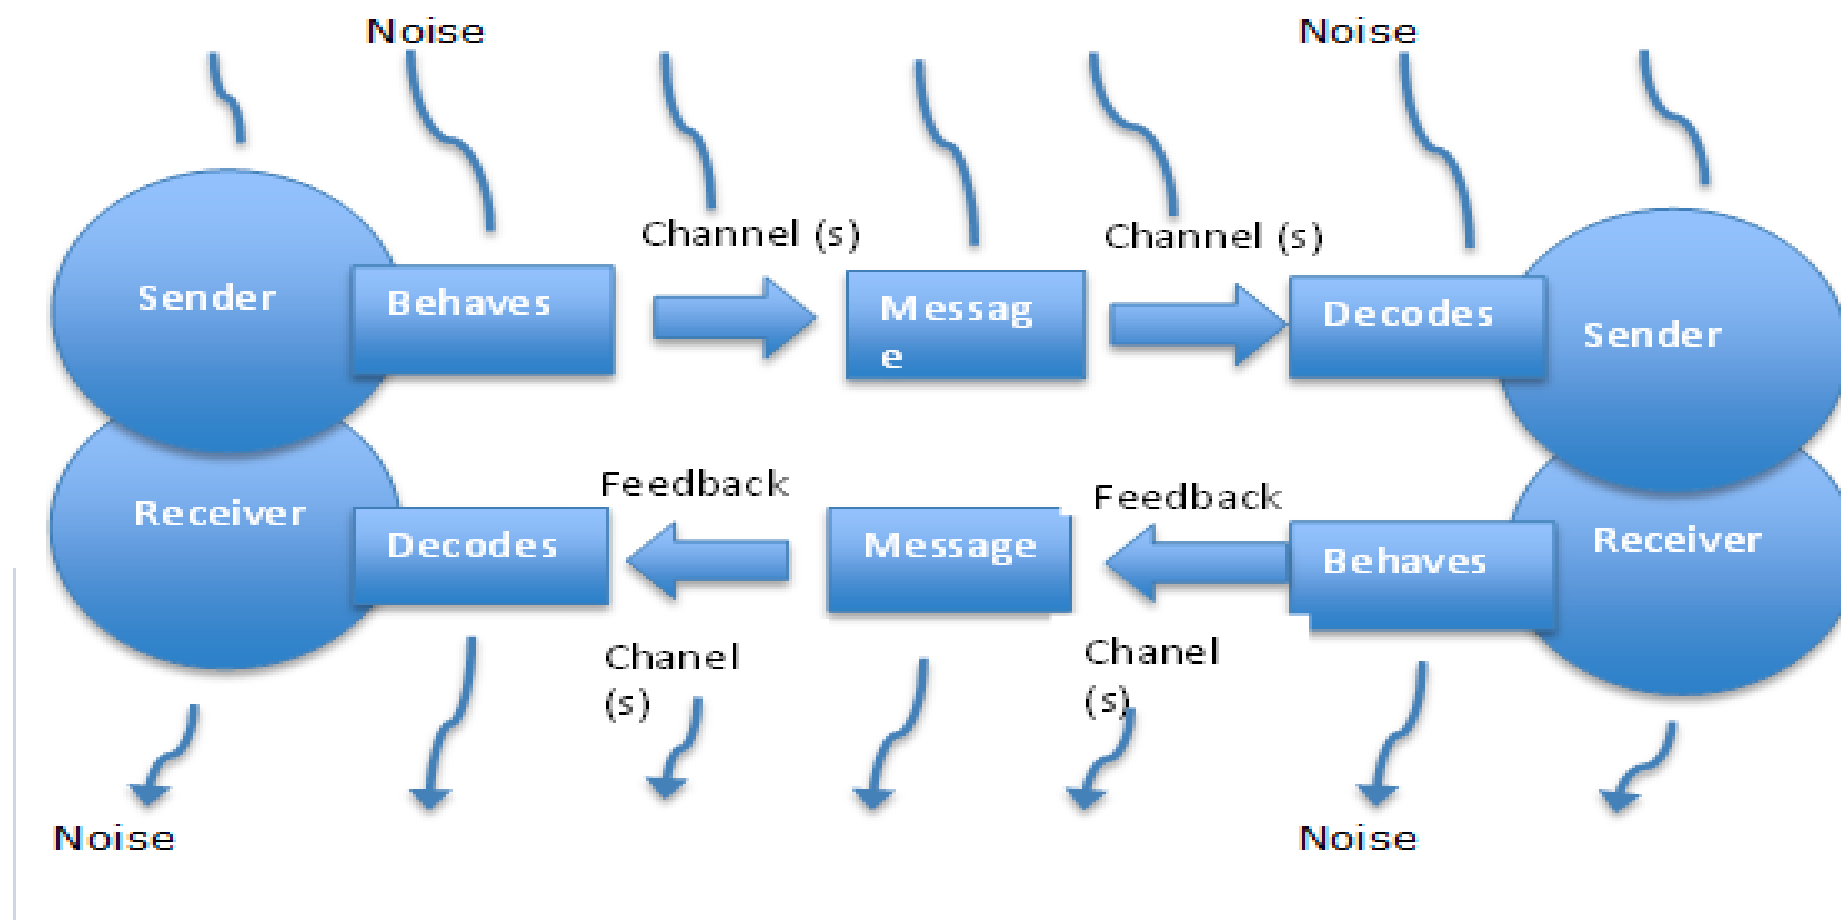 Noise
Noise
Channel (s)
Channel (s)
Sender
Behaves
Messag
e
Decodes
Sender
Feedback
Feedback
Receiver
Decodes
Message
Behaves
Receiver
Chanel
(s)
Chanel
(s)
Noise
Noise